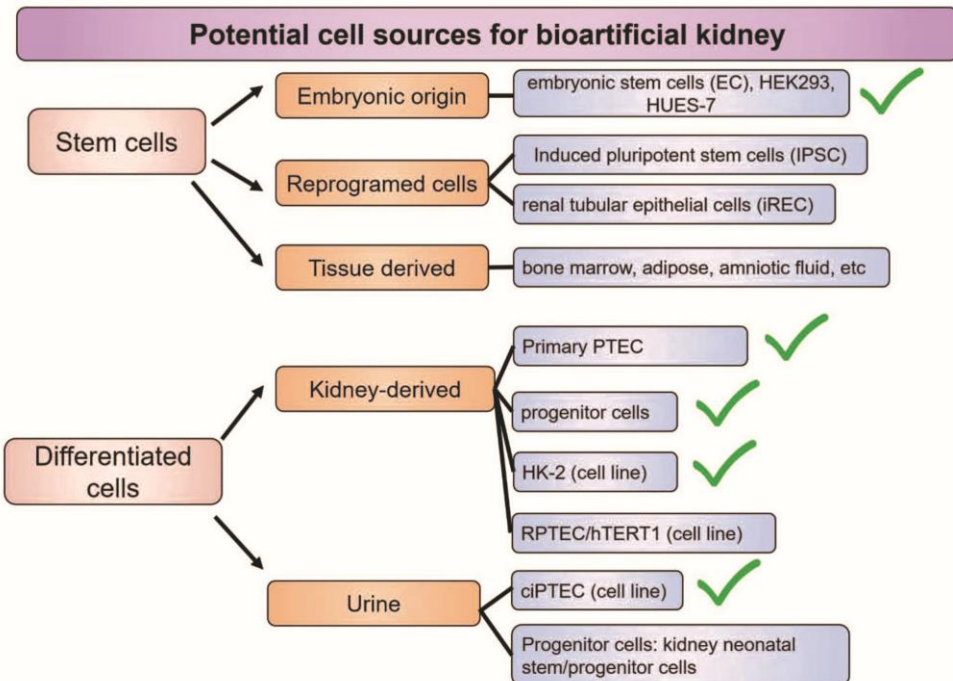 Potential cell sources for bioartificial kidney
Stem cells
Embryonic origin
embryonic stem cells (EC), HEK293,
HUES-7
Reprogramed cells
Induced pluripotent stem cells (IPSC)
renal tubular epithelial cells (iREC)
Tissue derived
bone marrow, adipose, amniotic fluid, etc
Differentiated
cells
Kidney-derived
Primary PTEC
progenitor cells
HK-2 (cell line)
RPTEC/hTERT1 (cell line)
Urine
ciPTEC (cell line)
Progenitor cells: kidney neonatal
stem/progenitor cells